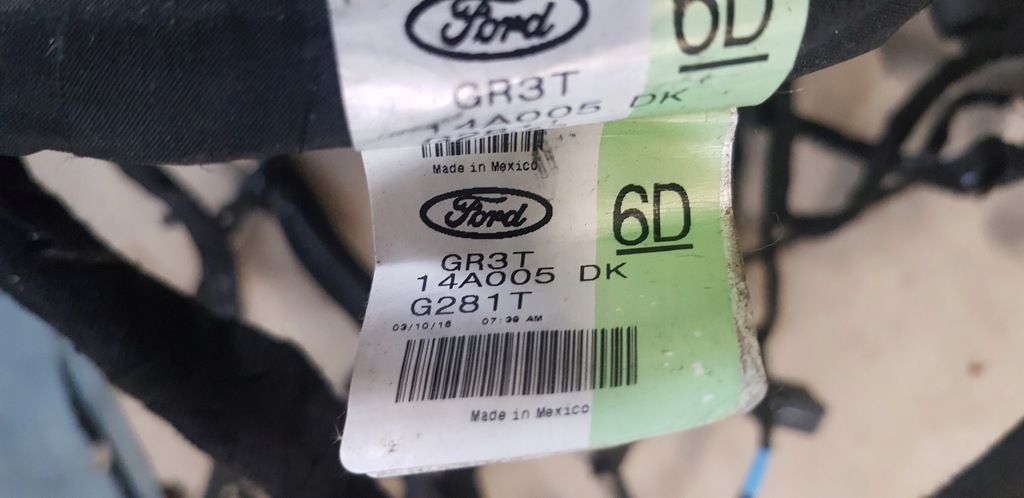 Ford
6D
GR3T
14A005 DK
Made in Mexico
Ford
6D
GR3T
14A005 DK
G281T
03/10/16 07:39 AM
Made in Mexico